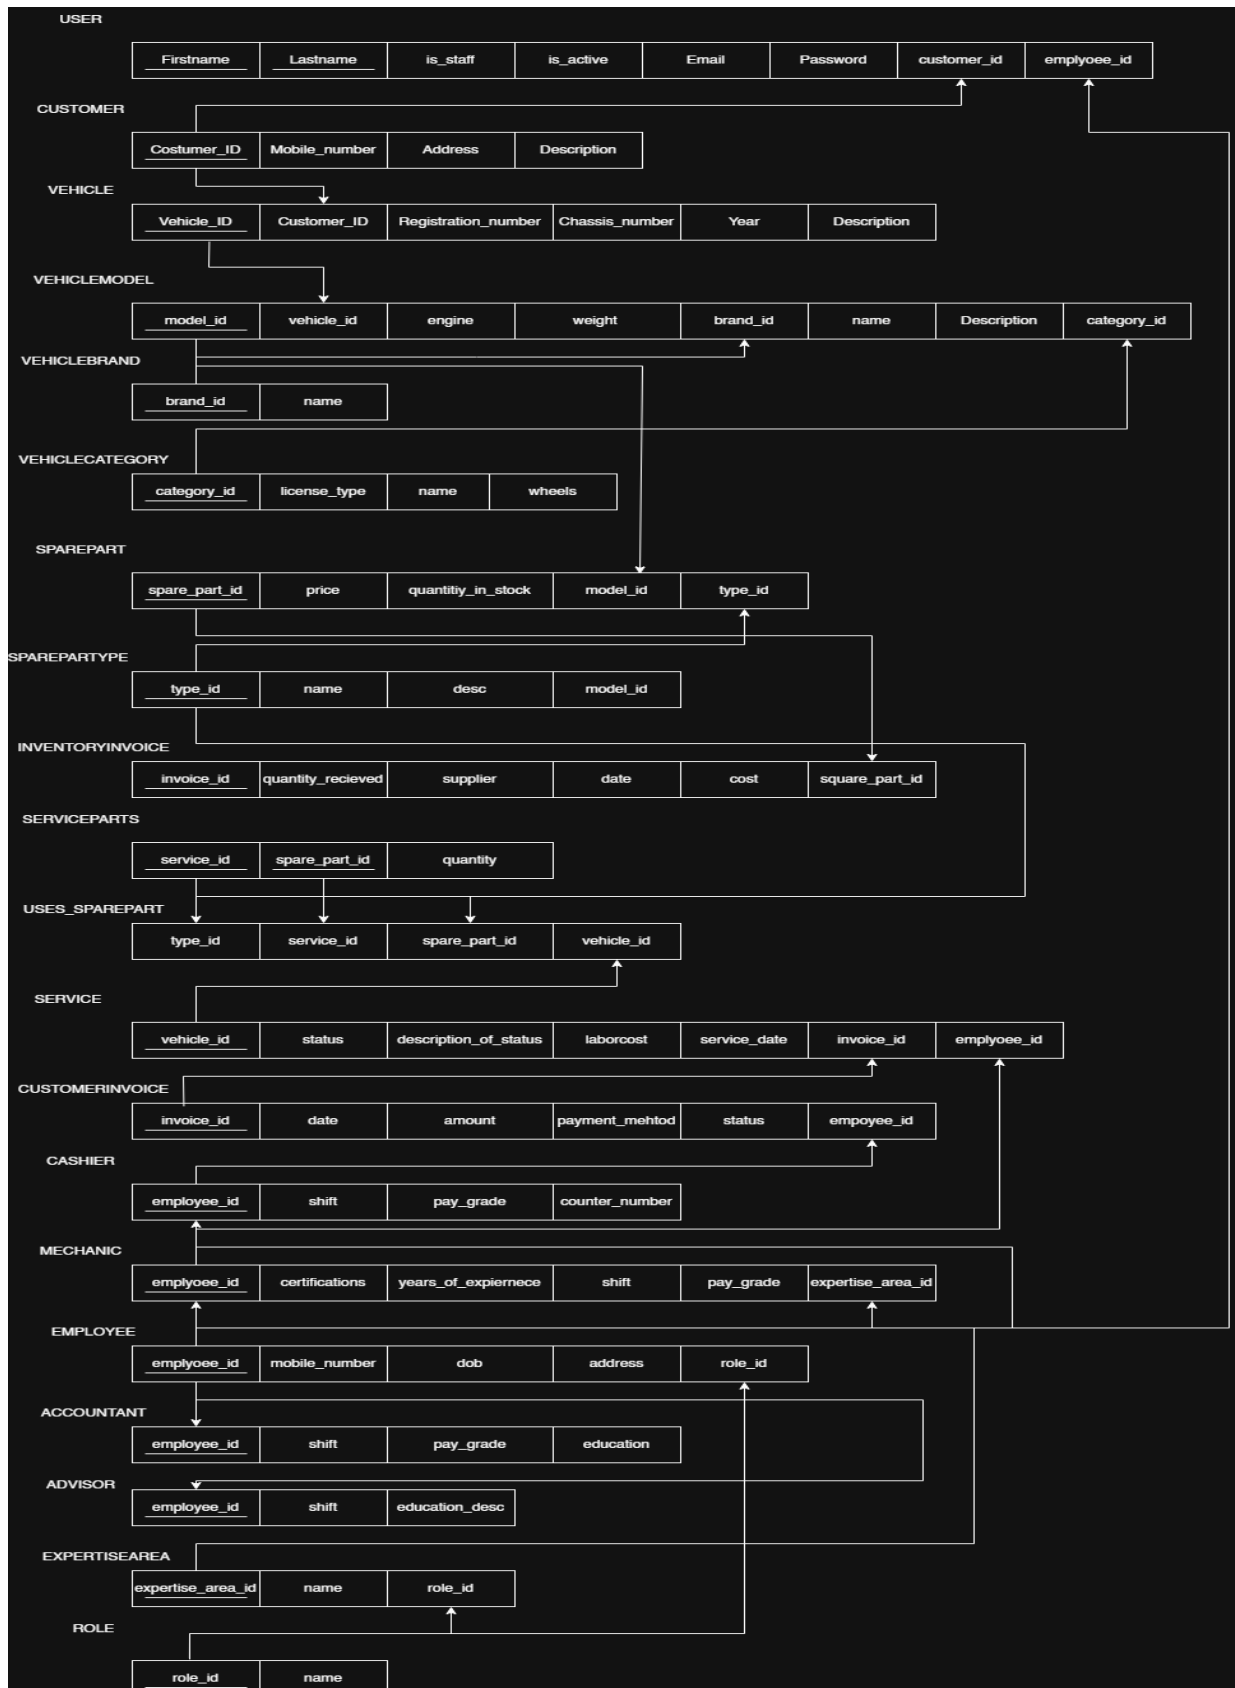 USER
Firstname Lastname is_staff is_active Email Password customer_id emplyoee_id
CUSTOMER
Costumer_ID Mobile_number Address Description
VEHICLE
Vehicle_ID Customer_ID Registration_number Chassis_number Year Description
VEHICLEMODEL
model_id vehicle_id engine weight brand_id name Description category_id
VEHICLEBRAND
brand_id name
VEHICLECATEGORY
category_id license_type name wheels
SPAREPART
spare_part_id price quantitiy_in_stock model_id type_id
SPAREPARTYPE
type_id name desc model_id
INVENTORYINVOICE
invoice_id quantity_recieved supplier date cost square_part_id
SERVICEPARTS
service_id spare_part_id quantity
USES_SPAREPART
type_id service_id spare_part_id vehicle_id
SERVICE
vehicle_id status description_of_status laborcost service_date invoice_id emplyoee_id
CUSTOMERINVOICE
invoice_id date amount payment_mehtod status empoyee_id
CASHIER
employee_id shift pay_grade counter_number
MECHANIC
emplyoee_id certifications years_of_expiernece shift pay_grade expertise_area_id
EMPLOYEE
emplyoee_id mobile_number dob address role_id
ACCOUNTANT
employee_id shift pay_grade education
ADVISOR
employee_id shift education_desc
EXPERTISEAREA
expertise_area_id name role_id
ROLE
role_id name